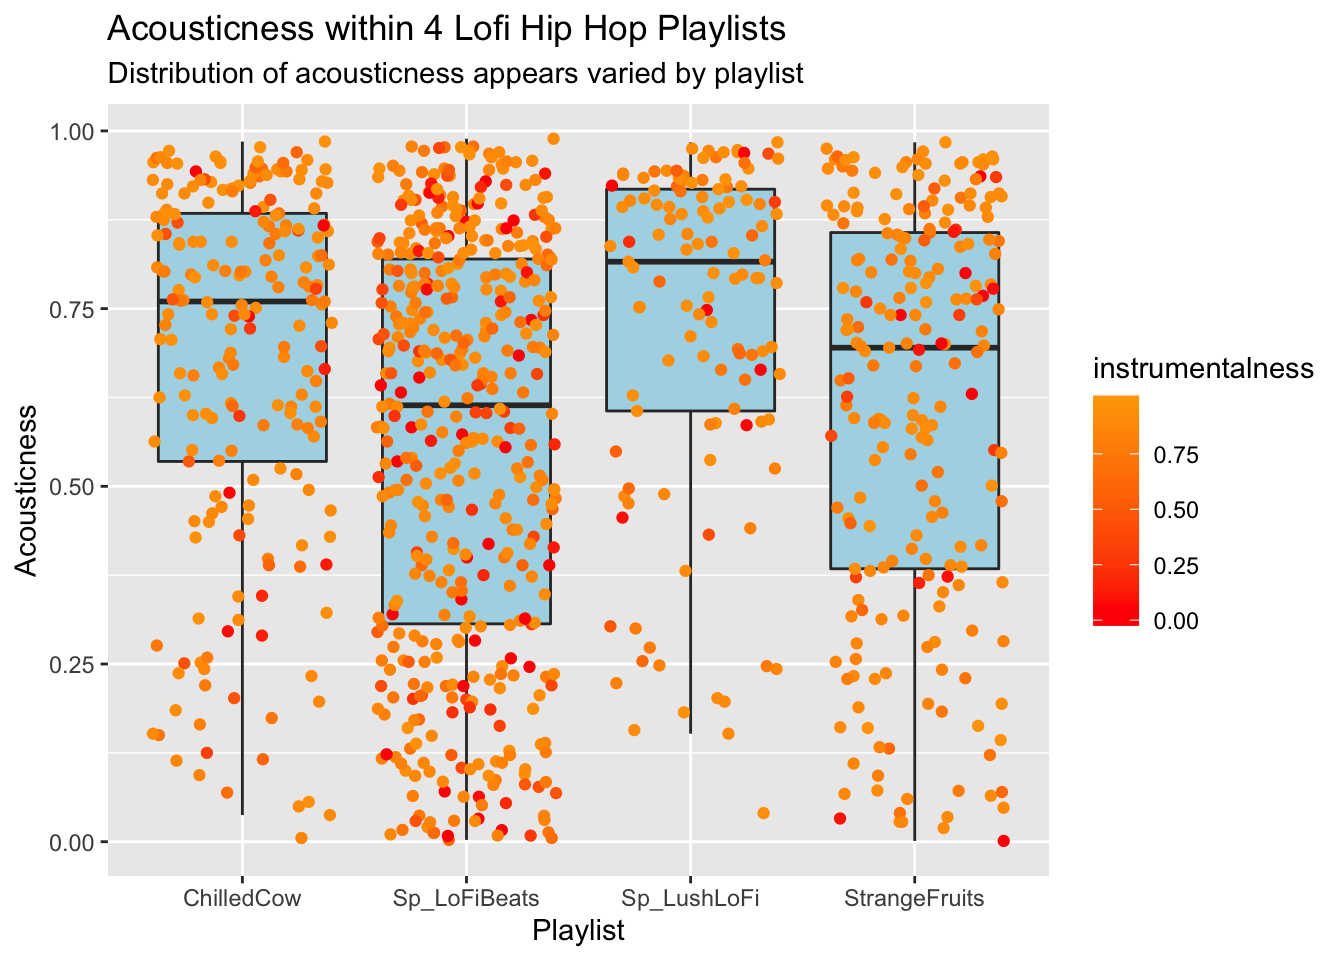 Acousticness within 4 Lofi Hip Hop Playlists
Distribution of acousticness appears varied by playlist
1.00
0.75
0.50
0.25
0.00
Acousticness
ChilledCow
Sp_LoFiBeats
Sp_LushLoFi
StrangeFruits
Playlist
instrumentalness
0.75
0.50
0.25
0.00